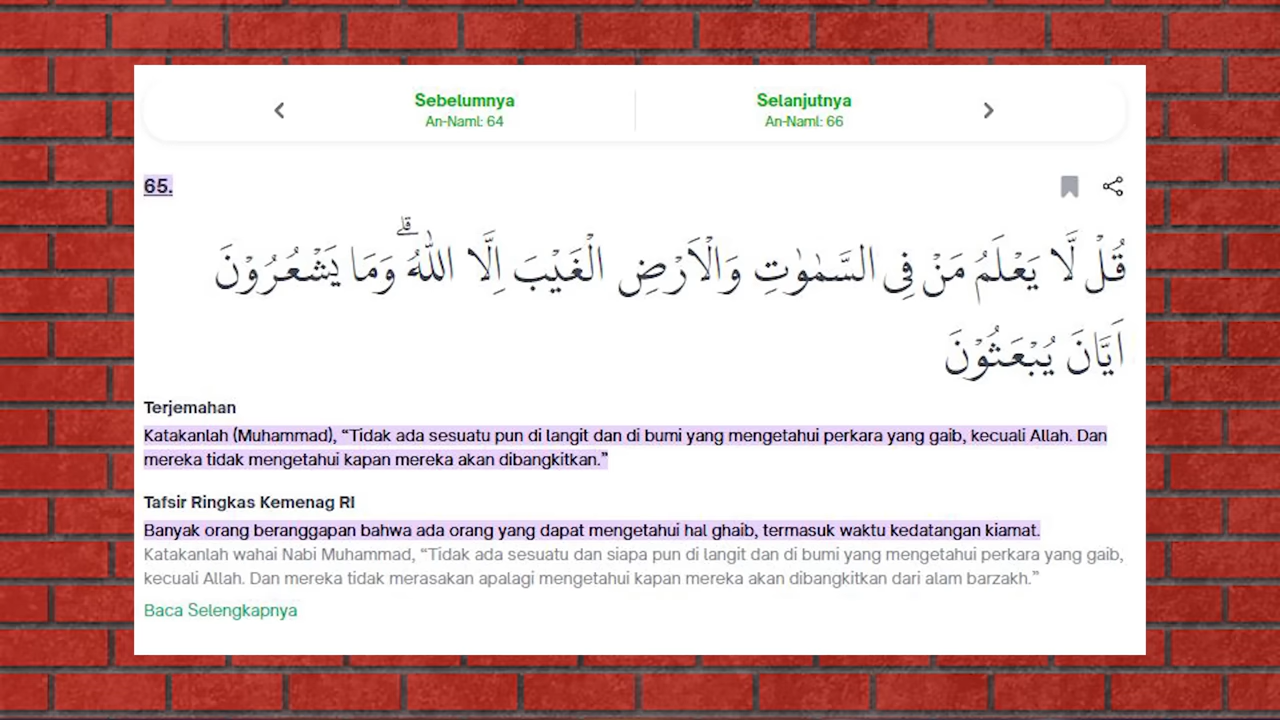 Sebelumnya
An-Naml: 64
Selanjutnya
An-Naml: 66
65.
قُلْ لَّا يَعْلَمُ مَنْ فِى السَّمٰوٰتِ وَالْاَرْضِ الْغَيْبَ اِلَّا اللّٰهُ ۗوَمَا يَشْعُرُوْنَ
اَيَّانَ يُبْعَثُوْنَ
Terjemahan
Katakanlah (Muhammad), “Tidak ada sesuatu pun di langit dan di bumi yang mengetahui perkara yang gaib, kecuali Allah. Dan
mereka tidak mengetahui kapan mereka akan dibangkitkan.”
Tafsir Ringkas Kemenag RI
Banyak orang beranggapan bahwa ada orang yang dapat mengetahui hal ghaib, termasuk waktu kedatangan kiamat.
Katakanlah wahai Nabi Muhammad, “Tidak ada sesuatu dan siapa pun di langit dan di bumi yang mengetahui perkara yang gaib,
kecuali Allah. Dan mereka tidak merasakan apalagi mengetahui kapan mereka akan dibangkitkan dari alam barzakh.”
Baca Selengkapnya